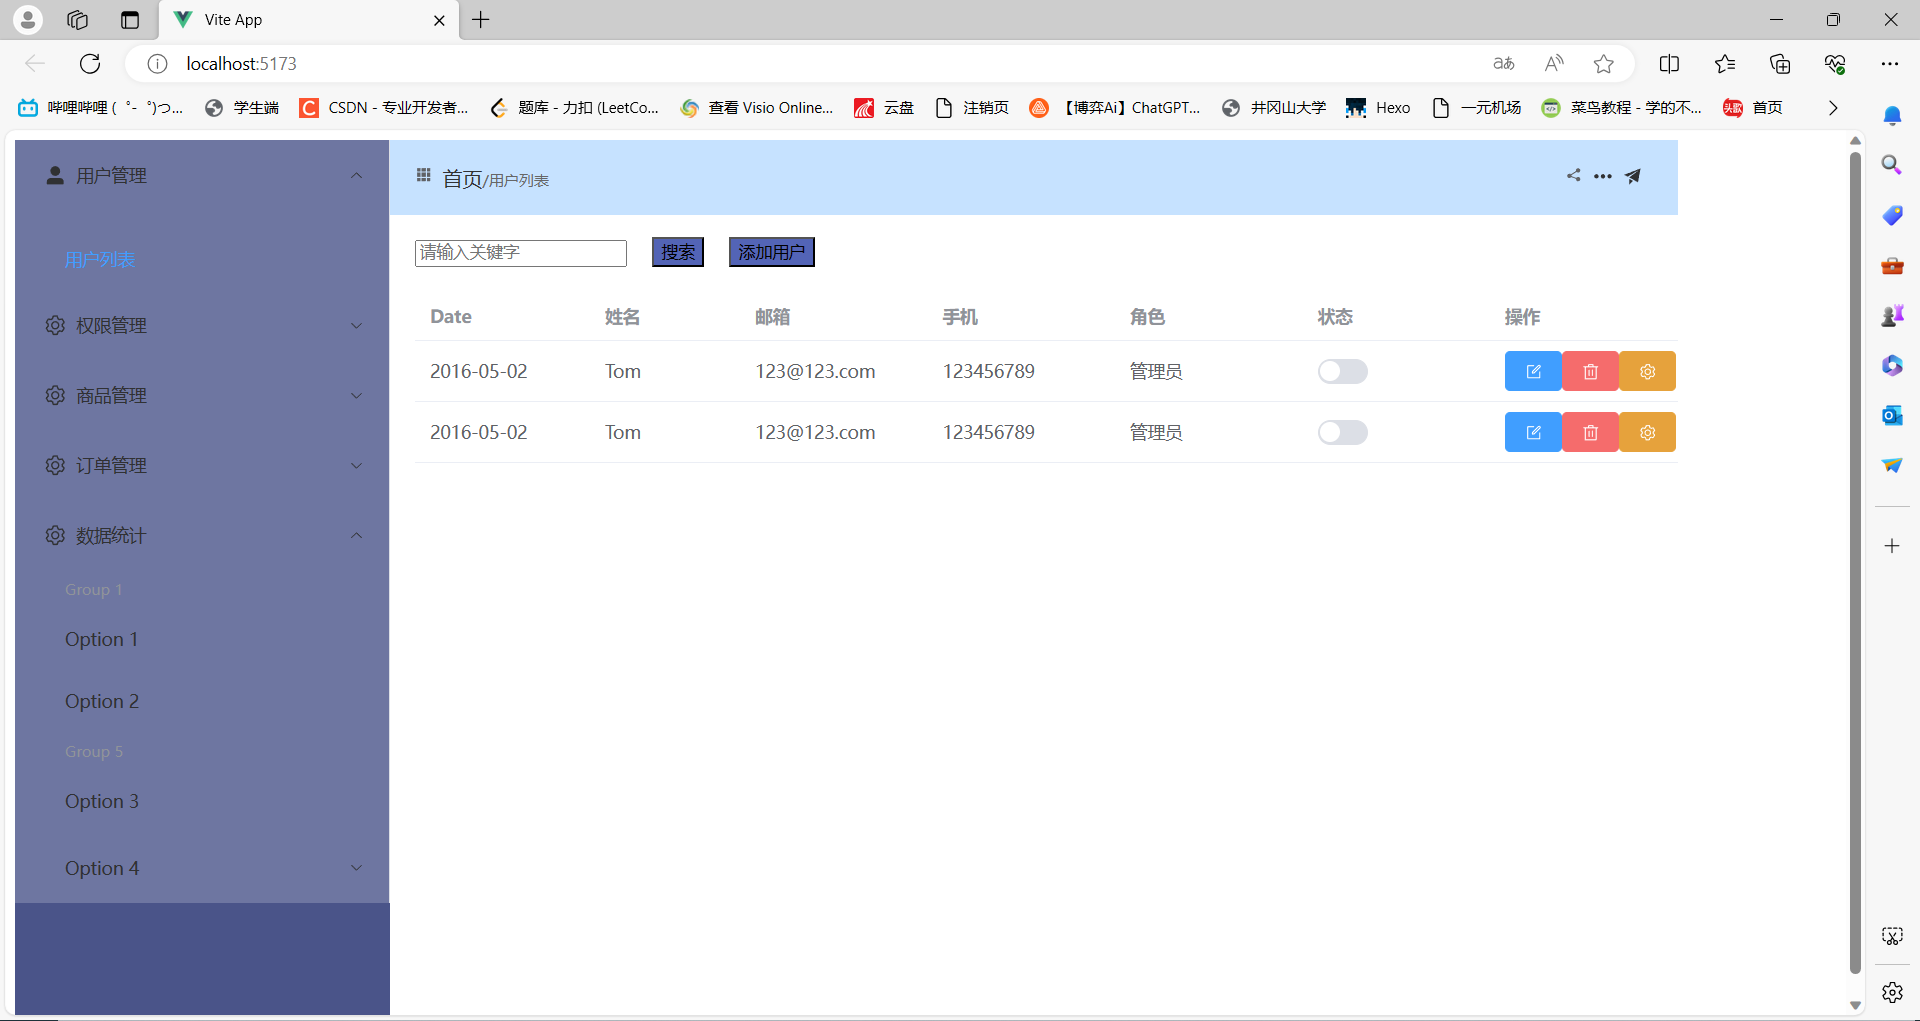 Vite App
localhost:5173
哔哩哔哩 (゜-゜)つ... 学生端 CSDN - 专业开发者... 题库 - 力扣 (LeetCo... 查看 Visio Online... 云盘 注销页 【博弈Ai】ChatGPT... 井冈山大学 Hexo 一元机场 菜鸟教程 - 学的不... 首页
用户管理
用户列表
权限管理
商品管理
订单管理
数据统计
Group 1
Option 1
Option 2
Group 5
Option 3
Option 4
首页/用户列表
请输入关键字 搜索 添加用户
Date 姓名 邮箱 手机 角色 状态 操作
2016-05-02 Tom 123@123.com 123456789 管理员
2016-05-02 Tom 123@123.com 123456789 管理员